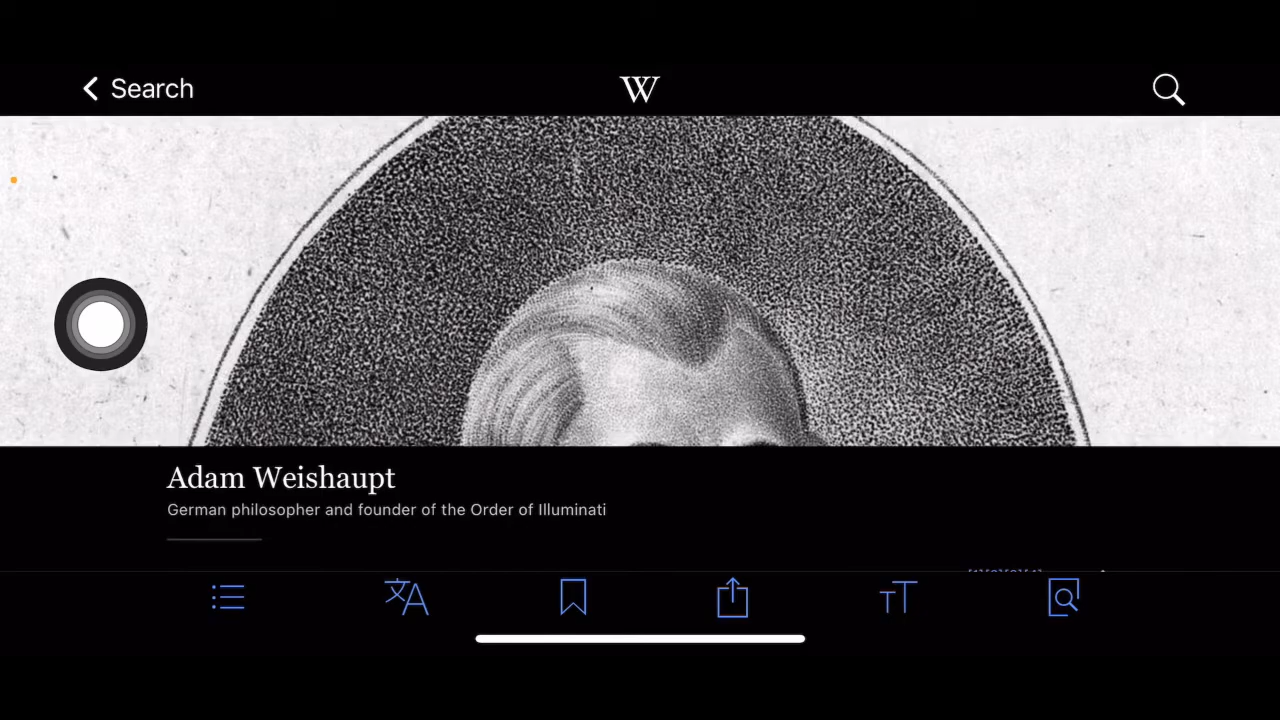 Search
W
Adam Weishaupt
German philosopher and founder of the Order of Illuminati